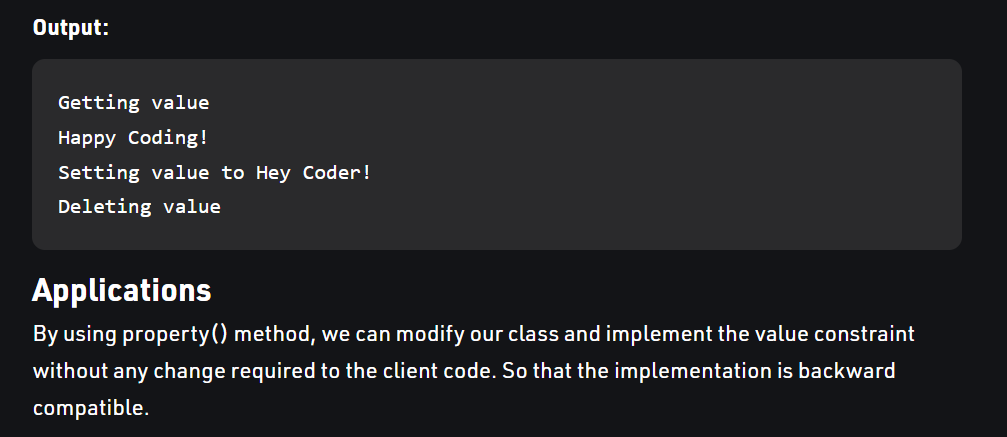 Output:
Getting value
Happy Coding!
Setting value to Hey Coder!
Deleting value
Applications
By using property() method, we can modify our class and implement the value constraint
without any change required to the client code. So that the implementation is backward
compatible.